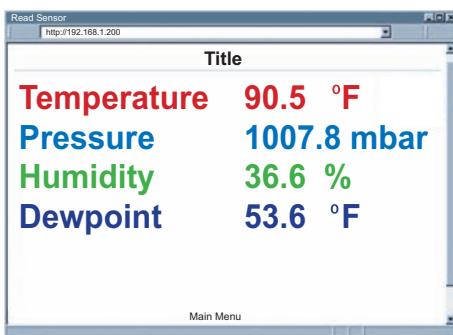 Read Sensor
http://192.168.1.200
Title
Temperature 90.5 °F
Pressure 1007.8 mbar
Humidity 36.6 %
Dewpoint 53.6 °F
Main Menu